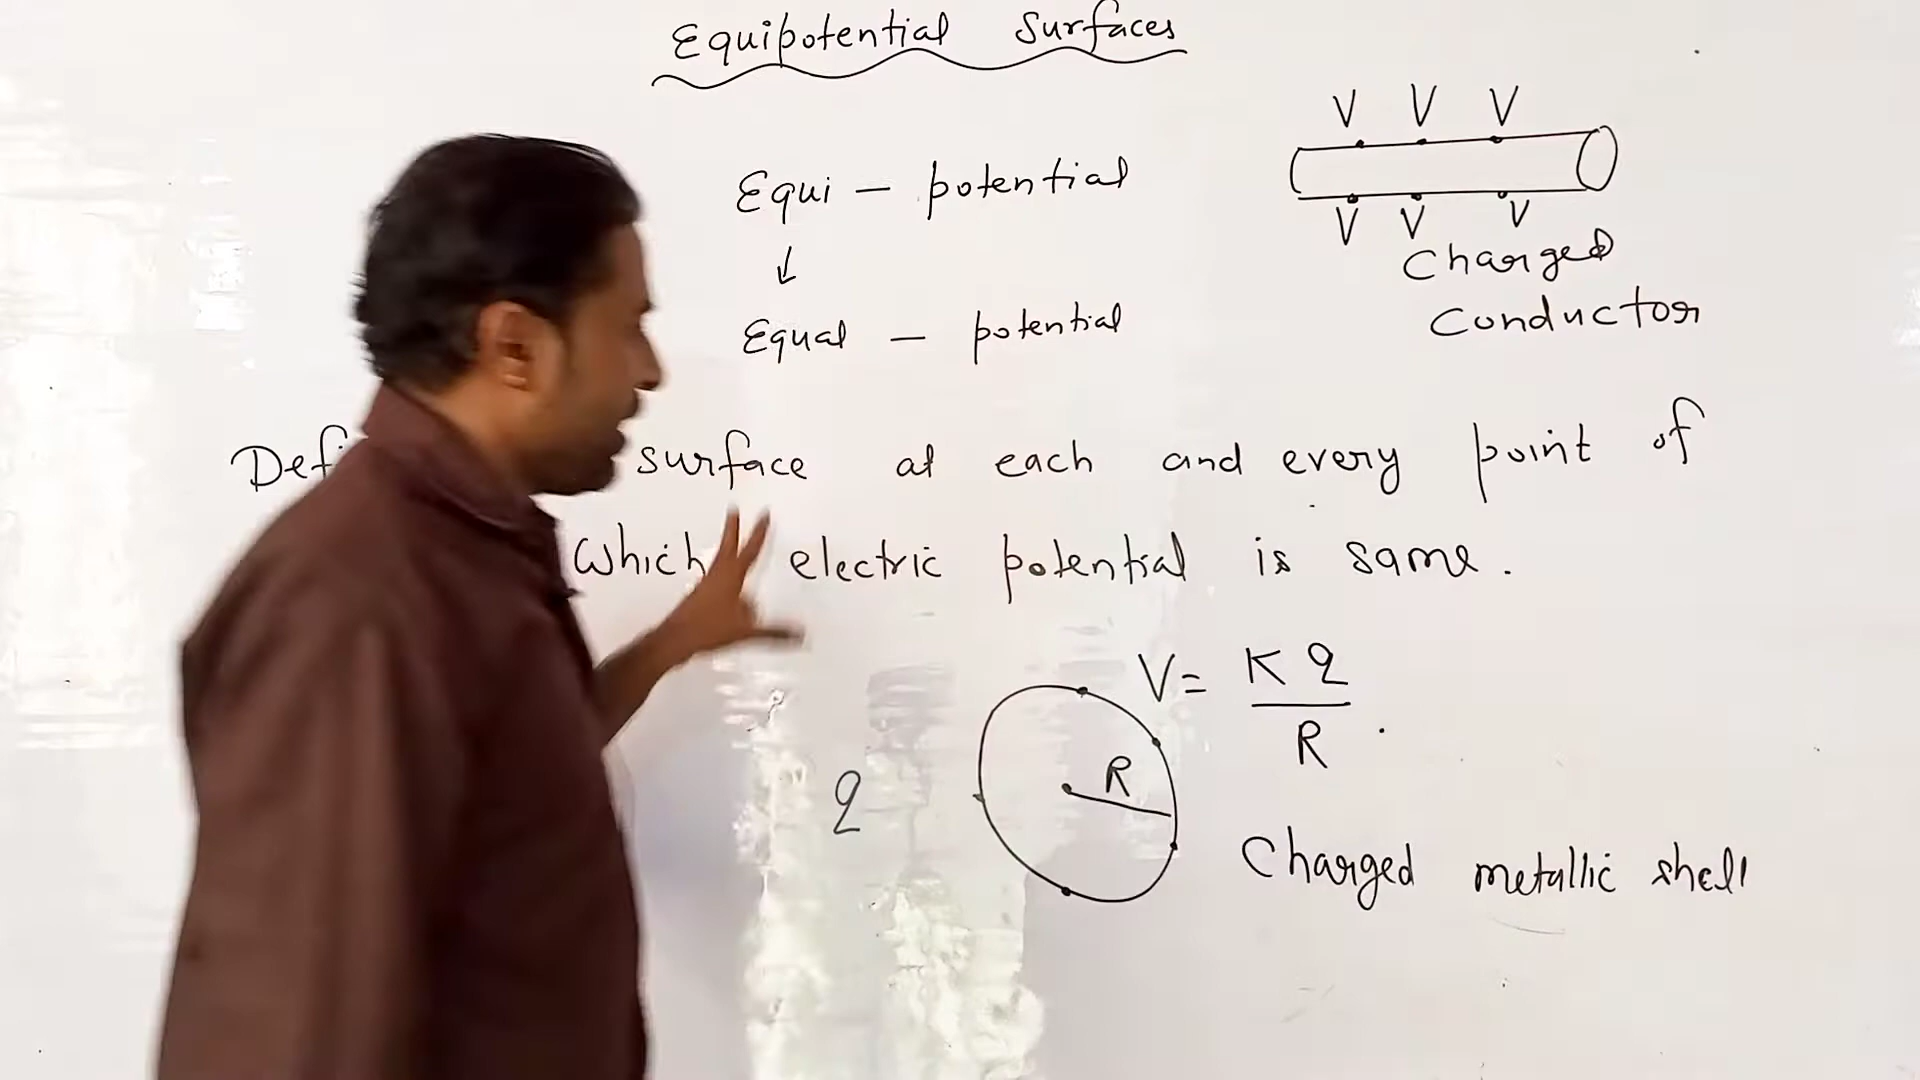 Equipotential Surfaces
Equi - potential
↓
Equal - potential
V V V
V V V
Charged
Conductor
surface at each and every point of
which electric potential is same.
V = Kq/R
R
q
Charged metallic shell